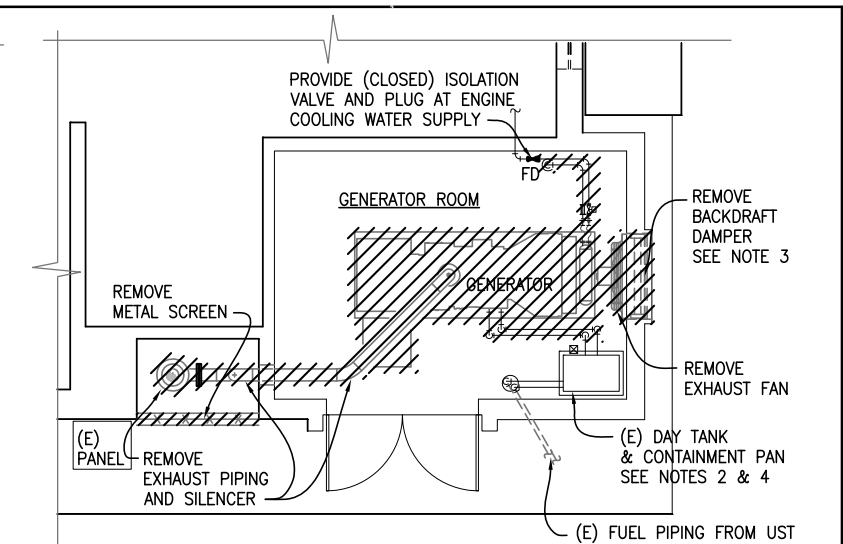 PROVIDE (CLOSED) ISOLATION
VALVE AND PLUG AT ENGINE
COOLING WATER SUPPLY
FD
GENERATOR ROOM
REMOVE
BACKDRAFT
DAMPER
SEE NOTE 3
GENERATOR
REMOVE
METAL SCREEN
REMOVE
EXHAUST FAN
(E)
PANEL
REMOVE
EXHAUST PIPING
AND SILENCER
(E) DAY TANK
& CONTAINMENT PAN
SEE NOTES 2 & 4
(E) FUEL PIPING FROM UST